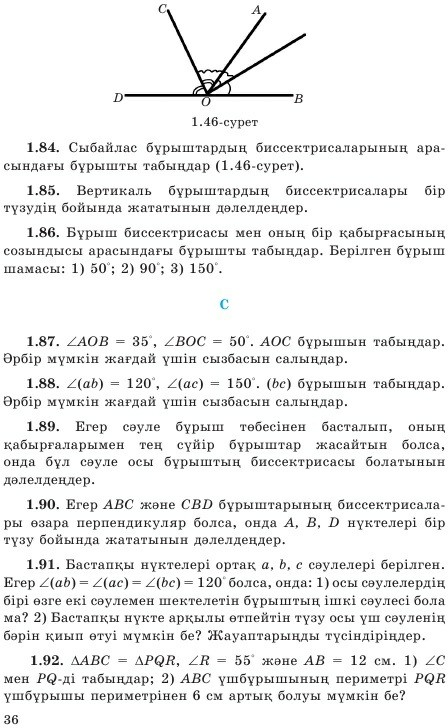 C
A
D
O
B
1.46-сурет
1.84. Сыбайлас бұрыштардың биссектрисаларының ара-
сындағы бұрышты табыңдар (1.46-сурет).
1.85. Вертикаль бұрыштардың биссектрисалары бір
түзудің бойында жататынын дәлелдеңдер.
1.86. Бұрыш биссектрисасы мен оның бір қабырғасының
созындысы арасындағы бұрышты табыңдар. Берілген бұрыш
шамасы: 1) 50°; 2) 90°; 3) 150°.
С
1.87. ∠AOB = 35°, ∠BOC = 50°. AOC бұрышын табыңдар.
Әрбір мүмкін жағдай үшін сызбасын салыңдар.
1.88. ∠(ab) = 120°, ∠(ac) = 150°. (bc) бұрышын табыңдар.
Әрбір мүмкін жағдай үшін сызбасын салыңдар.
1.89. Егер сәуле бұрыш төбесінен басталып, оның
қабырғаларымен тең сүйір бұрыштар жасайтын болса,
онда бұл сәуле осы бұрыштың биссектрисасы болатынын
дәлелдеңдер.
1.90. Егер ABC және CBD бұрыштарының биссектрисала-
ры өзара перпендикуляр болса, онда A, B, D нүктелері бір
түзу бойында жататынын дәлелдеңдер.
1.91. Бастапқы нүктелері ортақ a, b, c сәулелері берілген.
Егер ∠(ab) = ∠(ac) = ∠(bc) = 120° болса, онда: 1) осы сәулелердің
бірі өзге екі сәулемен шектелетін бұрыштың ішкі сәулесі бола
ма? 2) Бастапқы нүкте арқылы өтпейтін түзу осы үш сәуленің
бәрін қиып өтуі мүмкін бе? Жауаптарыңды түсіндіріңдер.
1.92. ΔABC = ΔPQR, ∠R = 55° және AB = 12 см. 1) ∠C
мен PQ-ді табыңдар; 2) ABC үшбұрышының периметрі PQR
үшбұрышы периметрінен 6 см артық болуы мүмкін бе?
36